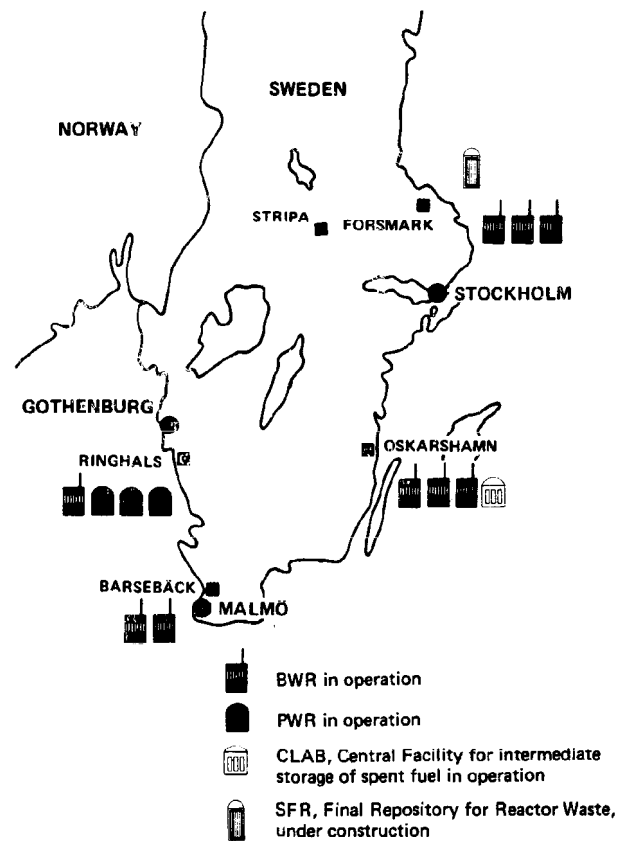 SWEDEN
NORWAY
STRIPA
FORSMARK
STOCKHOLM
GOTHENBURG
OSKARSHAMN
RINGHALS
BARSEBÄCK
MALMÖ
BWR in operation
PWR in operation
CLAB, Central Facility for intermediate
storage of spent fuel in operation
SFR, Final Repository for Reactor Waste,
under construction